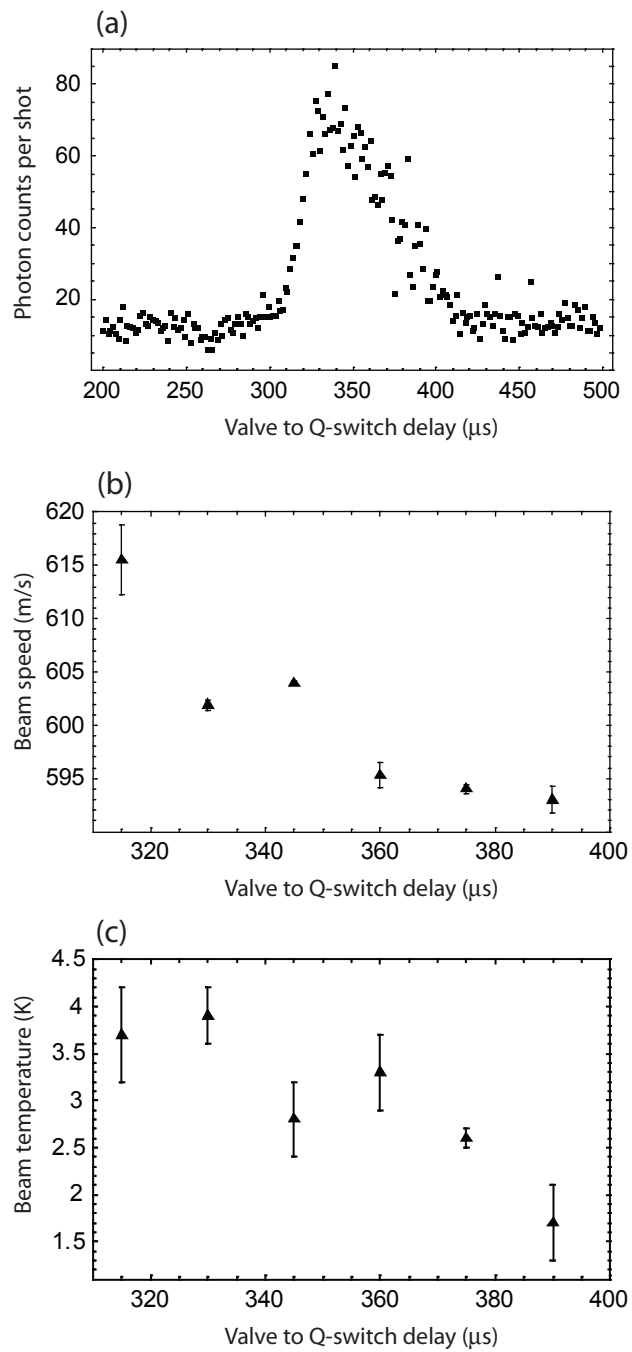 (a)
Photon counts per shot
80
60
40
20
200 250 300 350 400 450 500
Valve to Q-switch delay (μs)
(b)
Beam speed (m/s)
620
615
605
600
595
320 340 360 380 400
Valve to Q-switch delay (μs)
(c)
Beam temperature (K)
4.5
4
3.5
3
2.5
2
1.5
320 340 360 380 400
Valve to Q-switch delay (μs)